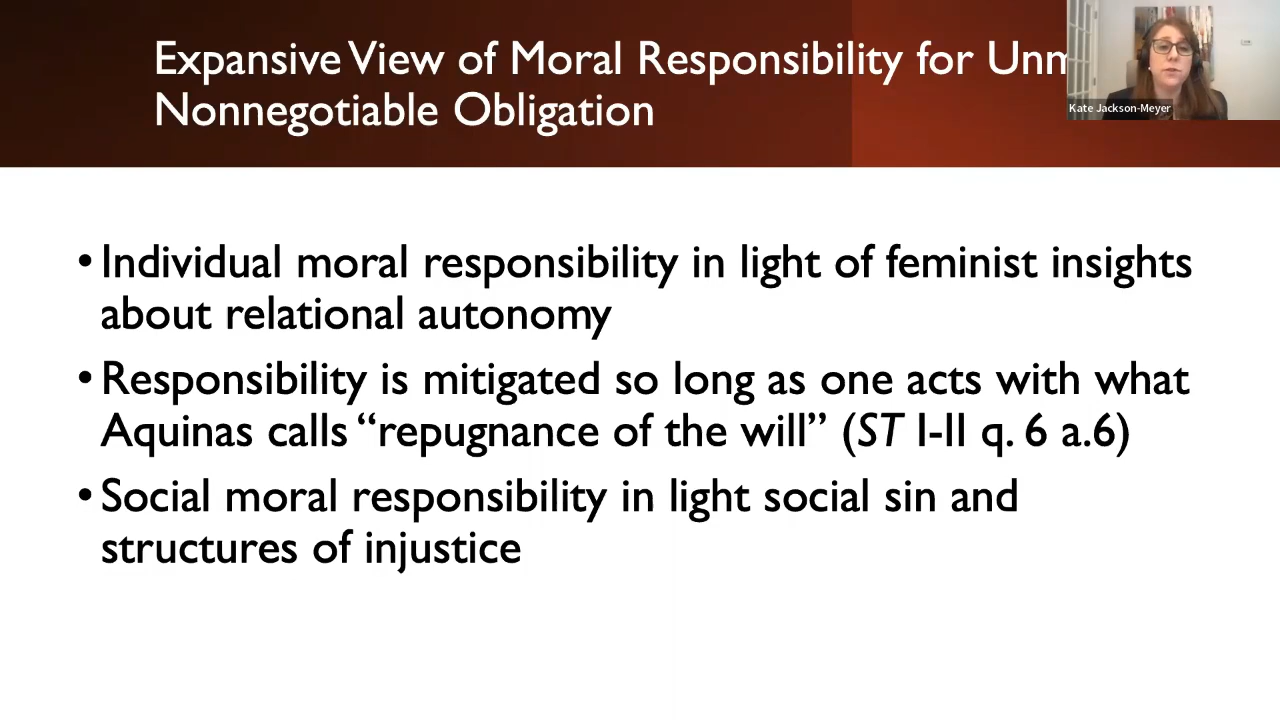 Expansive View of Moral Responsibility for
Nonnegotiable Obligation
Kate Jackson-Meyer
• Individual moral responsibility in light of feminist insights
about relational autonomy
• Responsibility is mitigated so long as one acts with what
Aquinas calls “repugnance of the will” (ST I-II q. 6 a.6)
• Social moral responsibility in light social sin and
structures of injustice